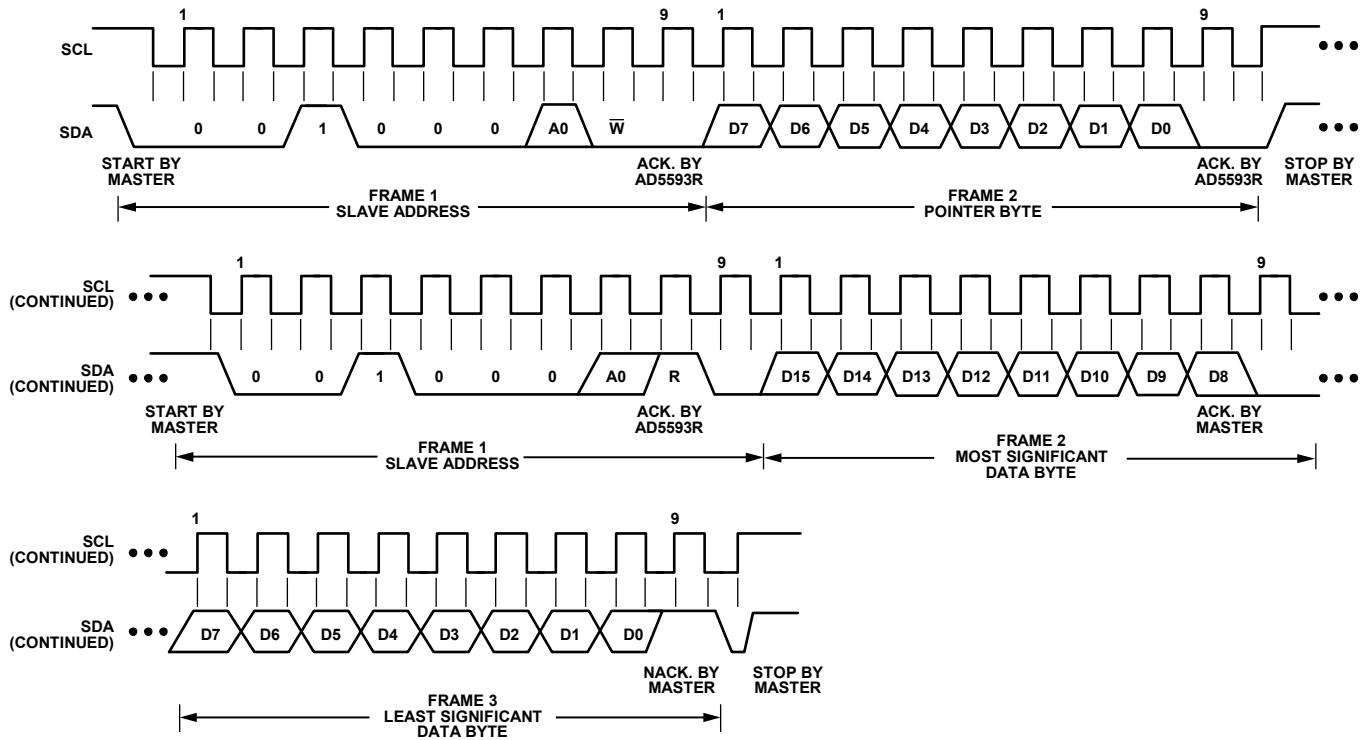 1 9 1 9
SCL
SDA 0 0 1 0 0 0 A0 W̅ D7 D6 D5 D4 D3 D2 D1 D0
START BY
MASTER
ACK. BY
AD5593R
ACK. BY
AD5593R
STOP BY
MASTER
FRAME 1
SLAVE ADDRESS
FRAME 2
POINTER BYTE
1 9 1 9
SCL
(CONTINUED)
SDA
(CONTINUED)
0 0 1 0 0 0 A0 R D15 D14 D13 D12 D11 D10 D9 D8
START BY
MASTER
ACK. BY
AD5593R
ACK. BY
MASTER
FRAME 1
SLAVE ADDRESS
FRAME 2
MOST SIGNIFICANT
DATA BYTE
1 9
SCL
(CONTINUED)
SDA
(CONTINUED)
D7 D6 D5 D4 D3 D2 D1 D0
NACK. BY
MASTER
STOP BY
MASTER
FRAME 3
LEAST SIGNIFICANT
DATA BYTE